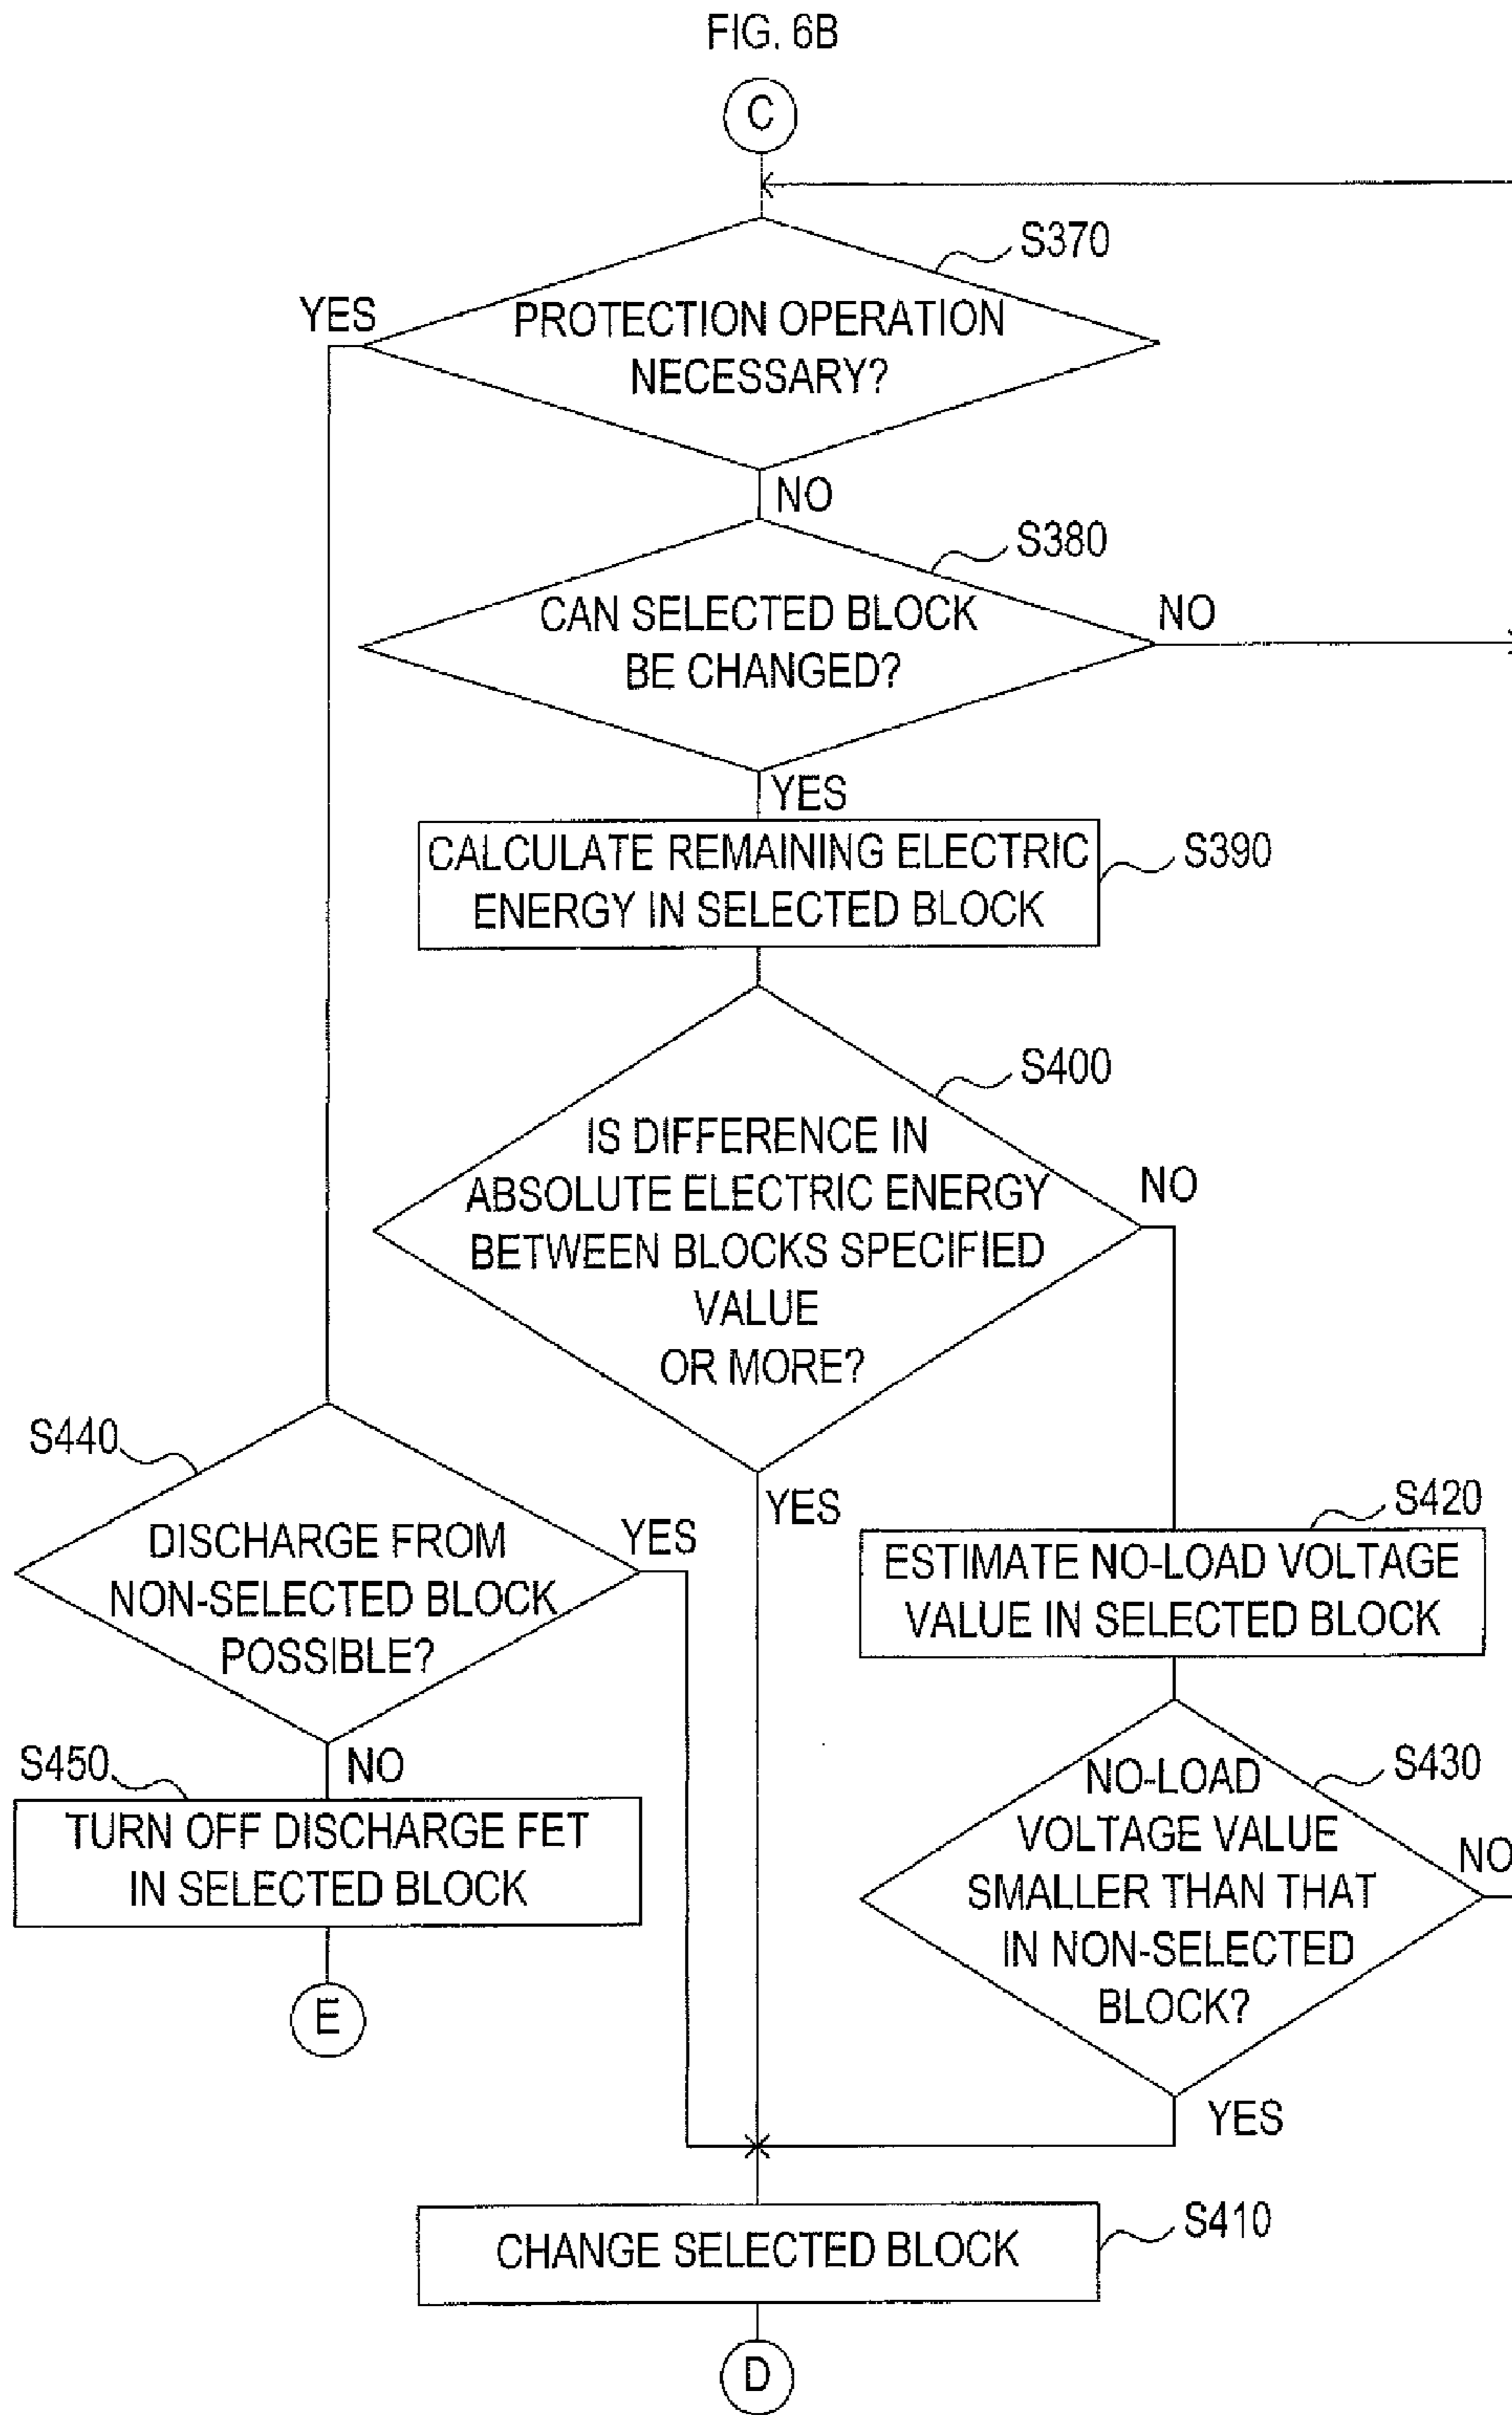 FIG. 6B
C
S370
YES
PROTECTION OPERATION
NECESSARY?
NO
S380
CAN SELECTED BLOCK
BE CHANGED?
NO
YES
CALCULATE REMAINING ELECTRIC
ENERGY IN SELECTED BLOCK
S390
S400
IS DIFFERENCE IN
ABSOLUTE ELECTRIC ENERGY
BETWEEN BLOCKS SPECIFIED
VALUE
OR MORE?
NO
YES
S440
DISCHARGE FROM
NON-SELECTED BLOCK
POSSIBLE?
YES
NO
S420
ESTIMATE NO-LOAD VOLTAGE
VALUE IN SELECTED BLOCK
S450
TURN OFF DISCHARGE FET
IN SELECTED BLOCK
E
S430
NO-LOAD
VOLTAGE VALUE
SMALLER THAN THAT
IN NON-SELECTED
BLOCK?
NO
YES
S410
CHANGE SELECTED BLOCK
D